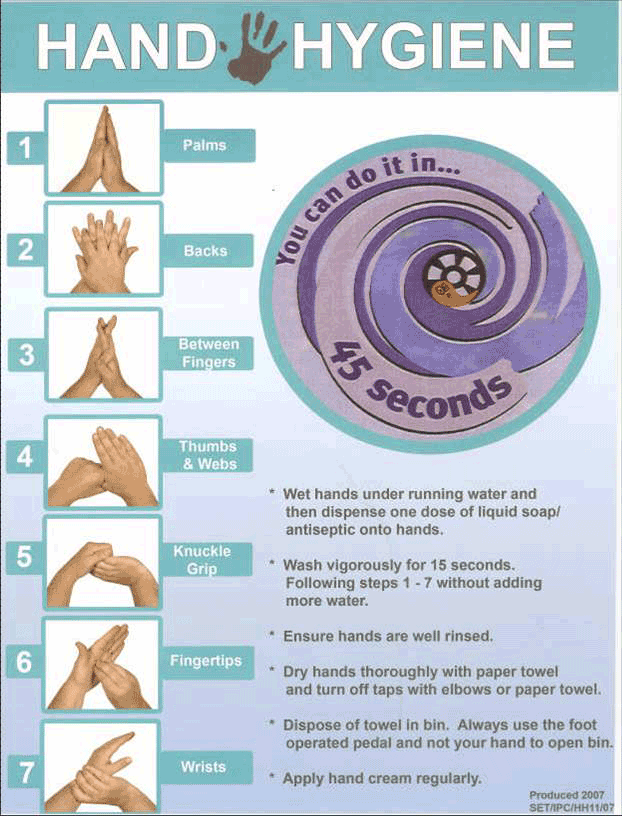 HAND HYGIENE
1
Palms
2
Backs
3
Between
Fingers
4
Thumbs
& Webs
5
Knuckle
Grip
6
Fingertips
7
Wrists
You can do it in...
45 seconds
* Wet hands under running water and
then dispense one dose of liquid soap/
antiseptic onto hands.
* Wash vigorously for 15 seconds.
Following steps 1 - 7 without adding
more water.
* Ensure hands are well rinsed.
* Dry hands thoroughly with paper towel
and turn off taps with elbows or paper towel.
* Dispose of towel in bin. Always use the foot
operated pedal and not your hand to open bin.
* Apply hand cream regularly.
Produced 2007
SET/IPC/HH11/07